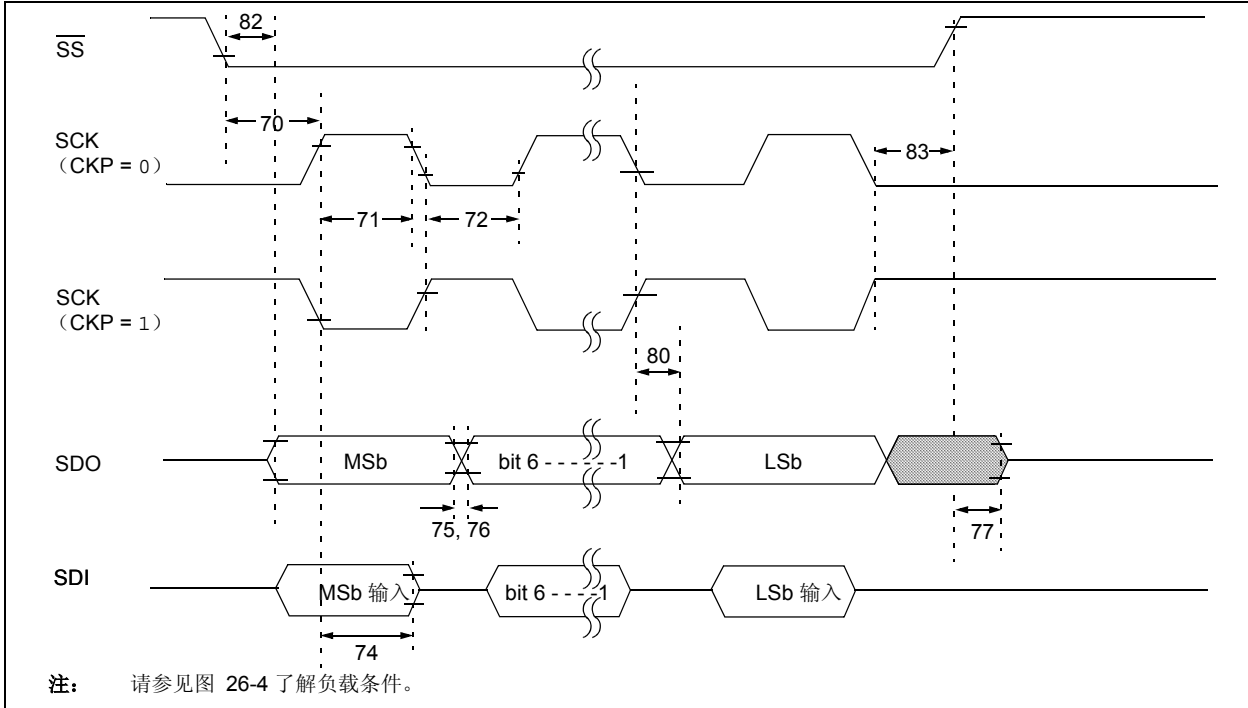 82
SS
70
SCK
（CKP = 0）
83
71
72
SCK
（CKP = 1）
80
SDO
MSb
bit 6 - - - - - -1
LSb
75, 76
77
SDI
MSb 输入
bit 6 - - - -1
LSb 输入
74
注： 请参见图 26-4 了解负载条件。